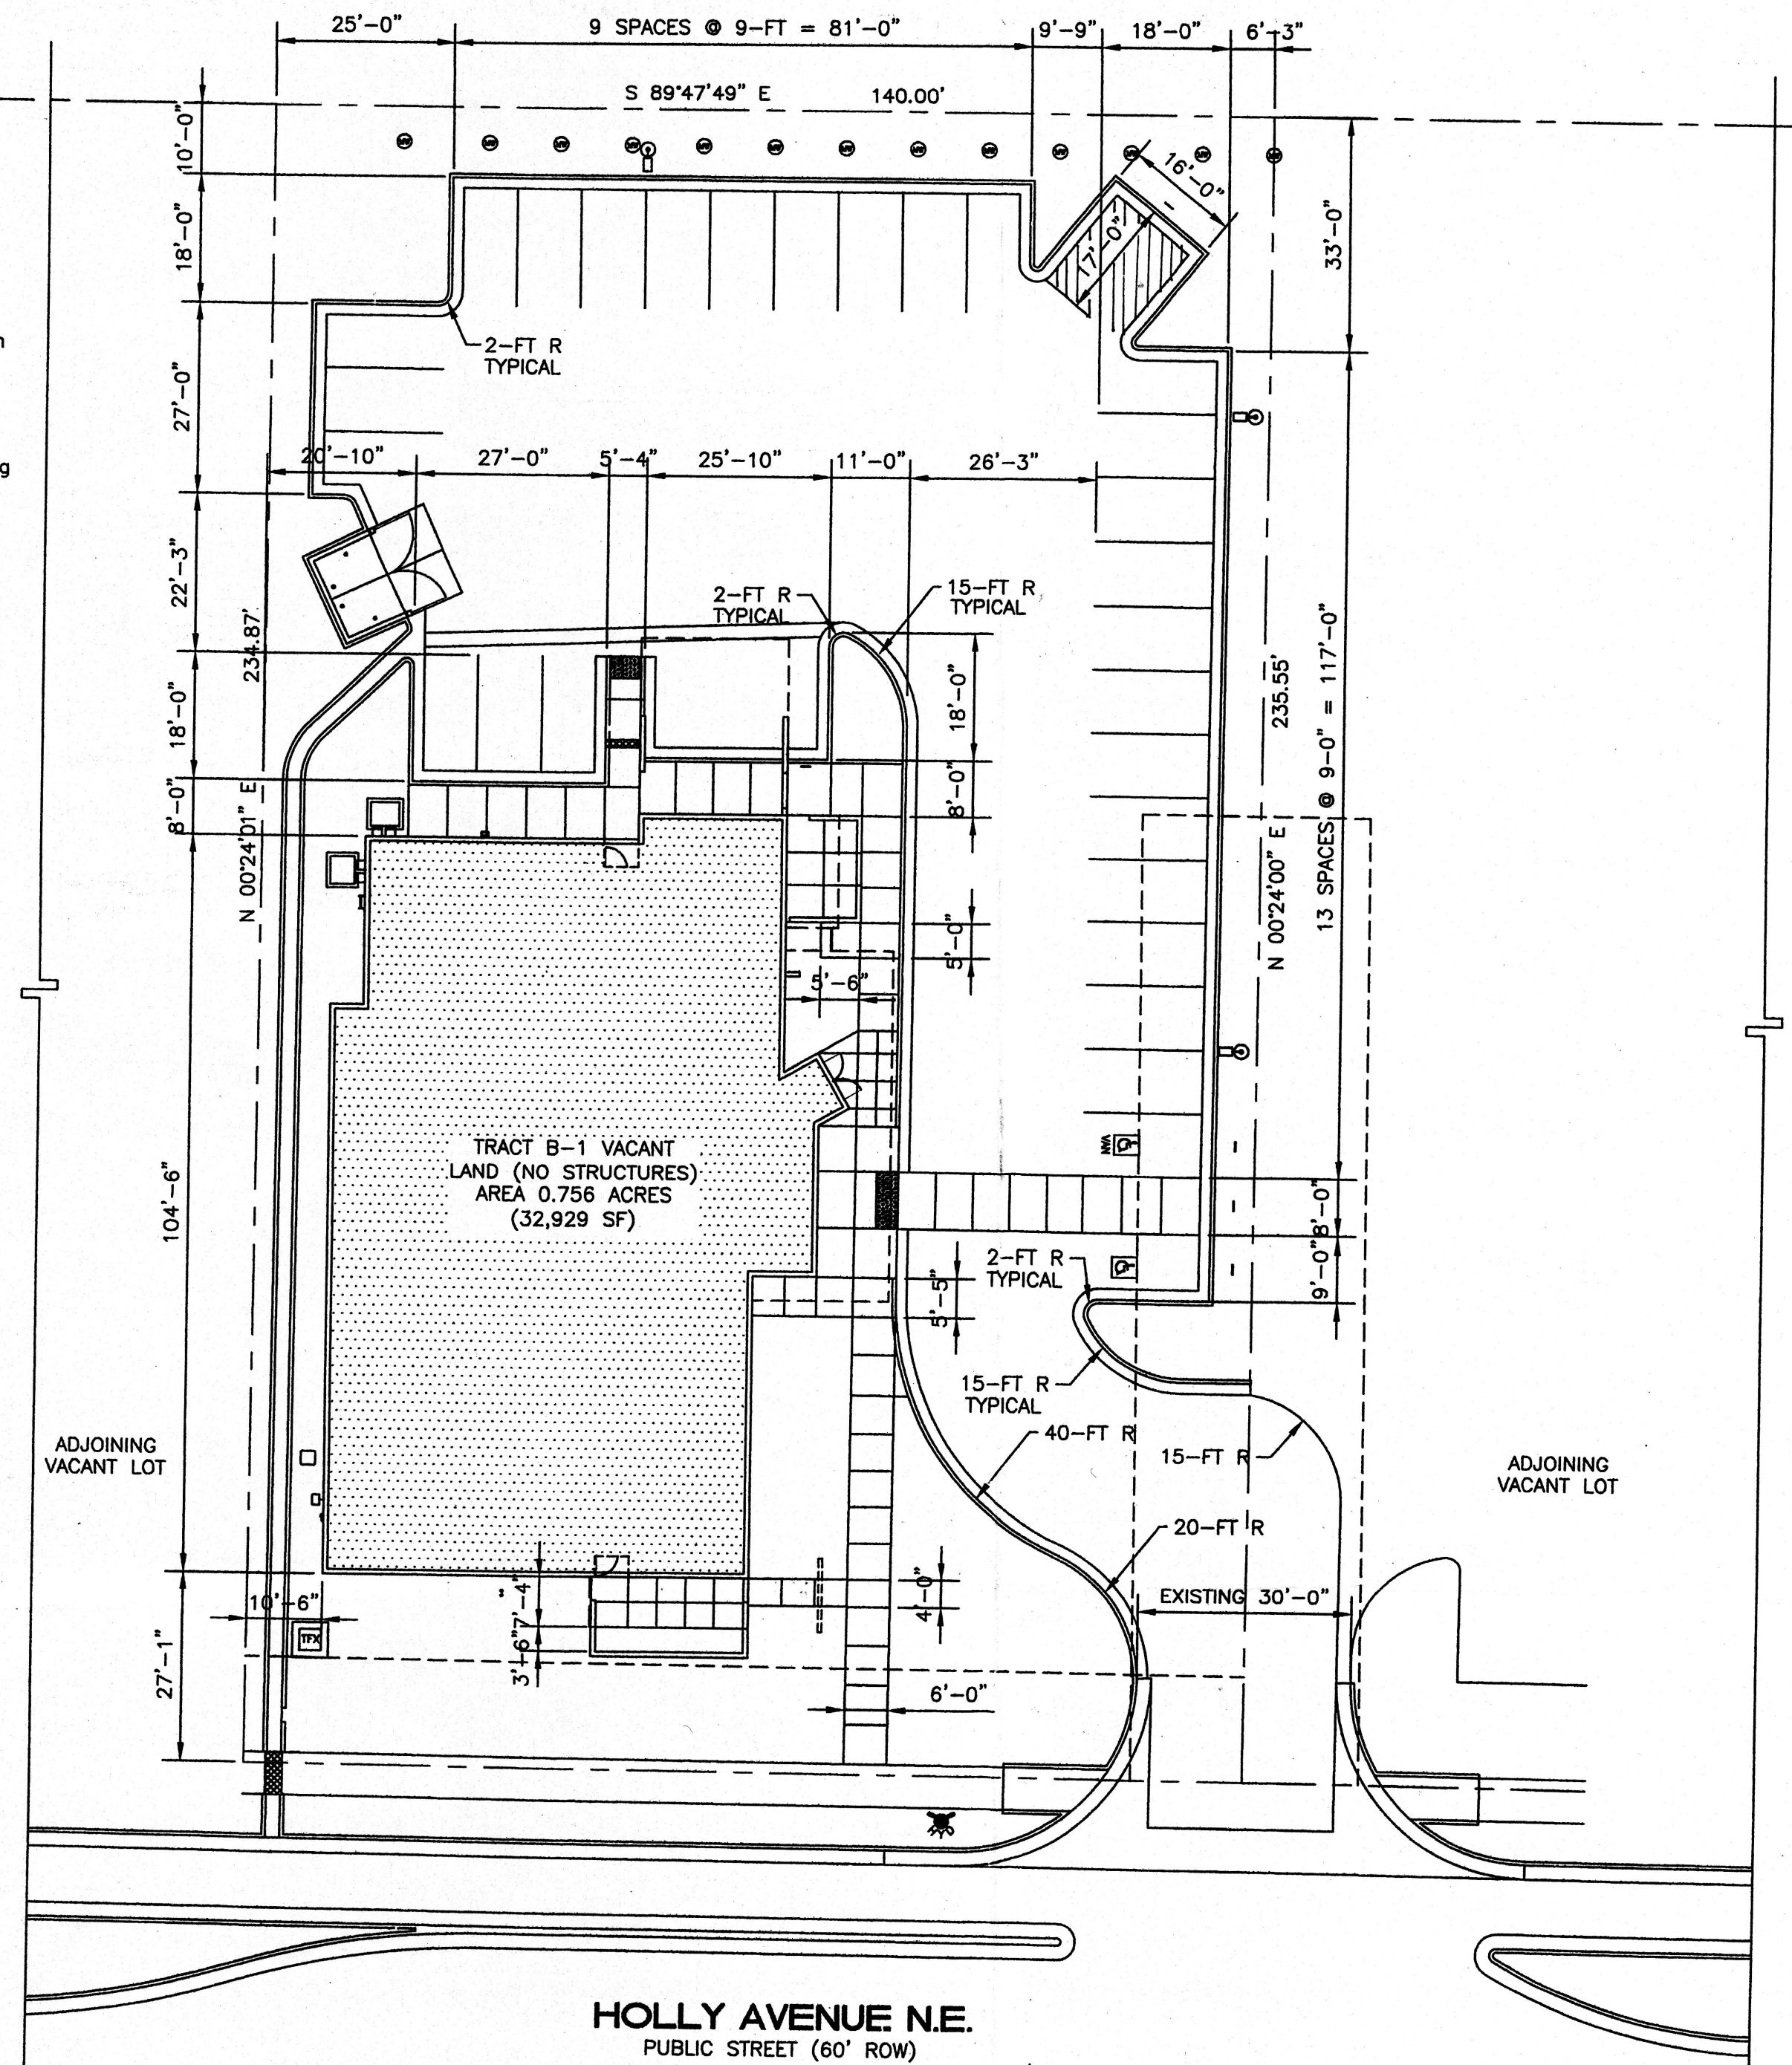 25'-0"
9 SPACES @ 9-FT = 81'-0"
9'-9"
18'-0"
6'-3"
S 89°47'49" E
140.00'
10'-0"
16'-0"
18'-0"
17'-0"
33'-0"
2-FT R
TYPICAL
27'-0"
20'-10"
27'-0"
5'-4"
25'-10"
11'-0"
26'-3"
g
22'-3"
2-FT R
TYPICAL
15-FT R
TYPICAL
234.87'
N 00°24'01" E
18'-0"
18'-0"
235.55'
N 00°24'00" E
13 SPACES @ 9'-0" = 117'-0"
8'-0"
8'-0"
5'-0"
5'-6"
104'-6"
TRACT B-1 VACANT
LAND (NO STRUCTURES)
AREA 0.756 ACRES
(32,929 SF)
VAN
8'-0"
9'-0"
2-FT R
TYPICAL
5'-5"
15-FT R
TYPICAL
40-FT R
15-FT R
20-FT R
ADJOINING
VACANT LOT
ADJOINING
VACANT LOT
EXISTING 30'-0"
10'-6"
7'-4"
3'-6"
4'-0"
TFX
27'-1"
6'-0"
HOLLY AVENUE N.E.
PUBLIC STREET (60' ROW)